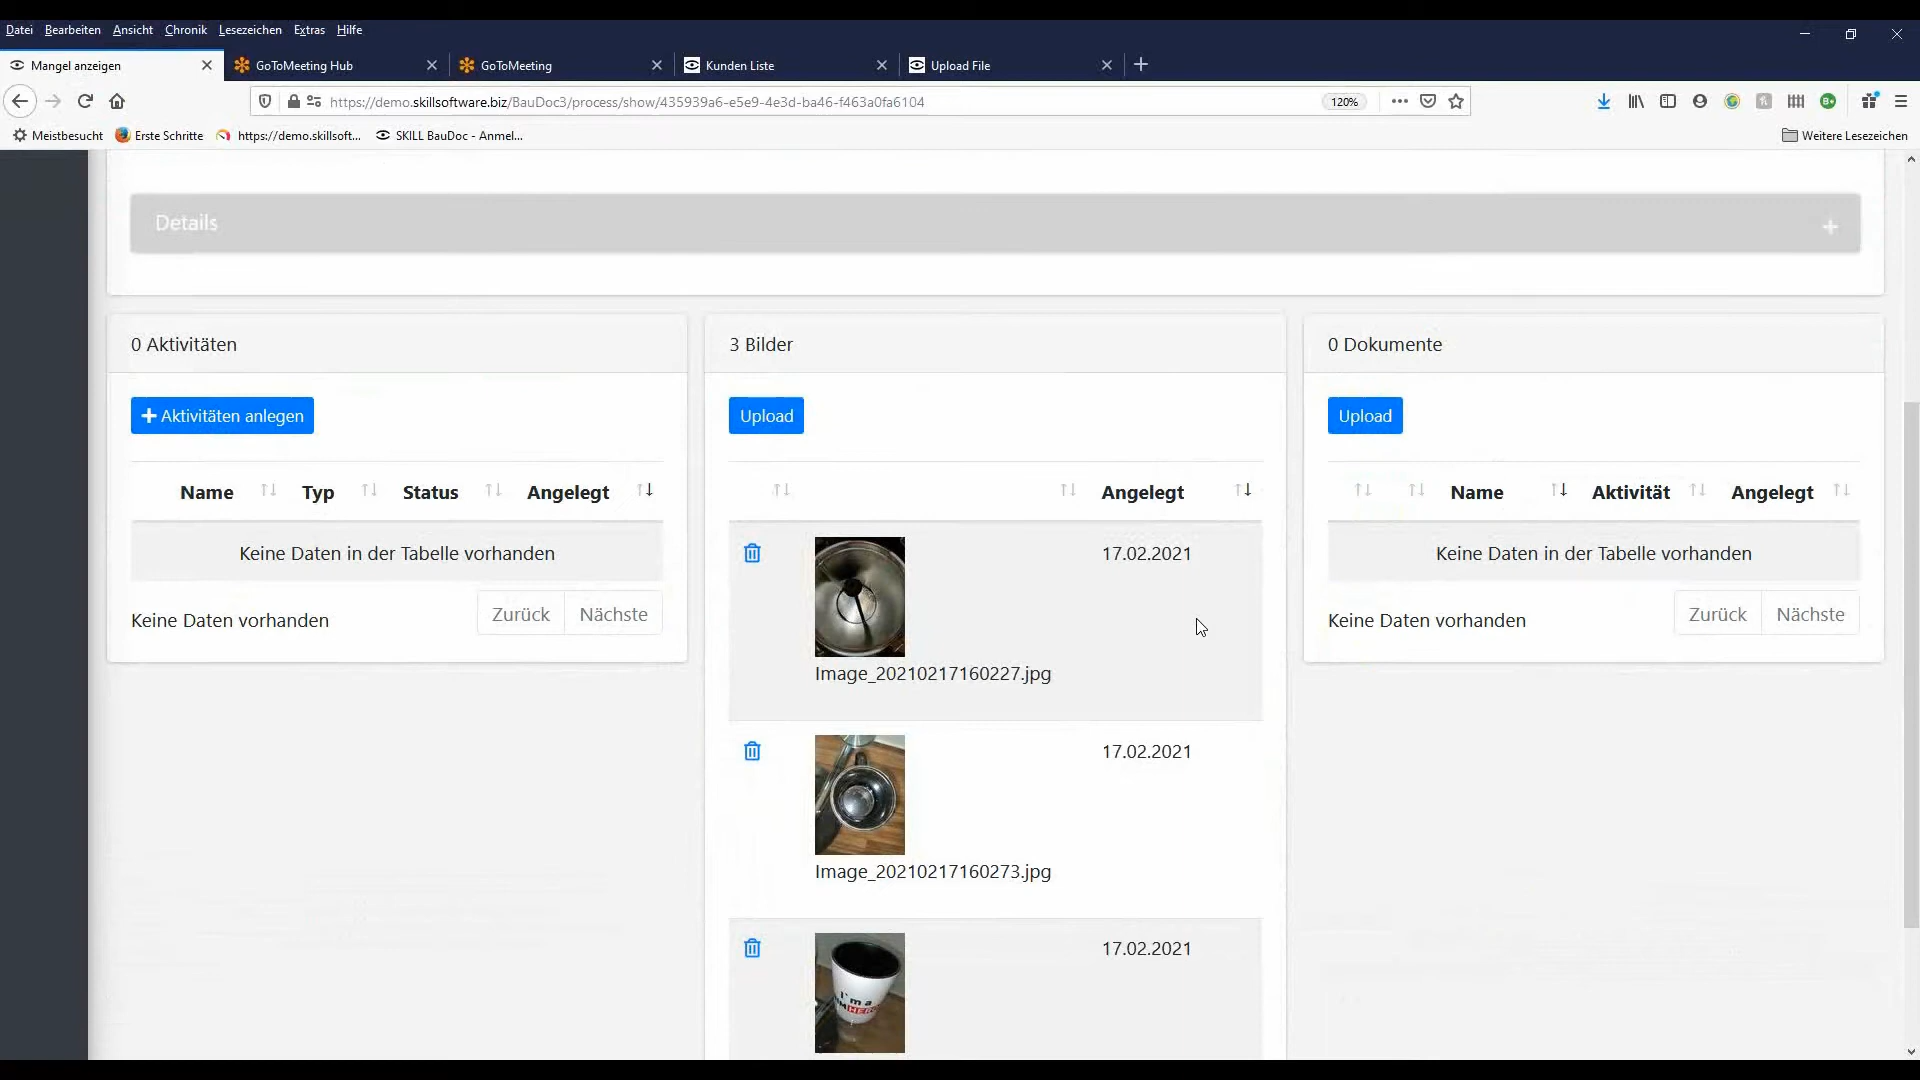 Datei Bearbeiten Ansicht Chronik Lesezeichen Extras Hilfe
Mangel anzeigen GoToMeeting Hub GoToMeeting Kunden Liste Upload File
https://demo.skillsoftware.biz/BauDoc3/process/show/435939a6-e5e9-4e3d-ba46-f463a0fa6104 120%
Meistbesucht Erste Schritte https://demo.skillsoft... SKILL BauDoc - Anmel... Weitere Lesezeichen
Details
0 Aktivitäten
Aktivitäten anlegen
Name Typ Status Angelegt
Keine Daten in der Tabelle vorhanden
Keine Daten vorhanden Zurück Nächste
3 Bilder
Upload
Angelegt
17.02.2021
Image_20210217160227.jpg
17.02.2021
Image_20210217160273.jpg
17.02.2021
I'm a
0 Dokumente
Upload
Name Aktivität Angelegt
Keine Daten in der Tabelle vorhanden
Keine Daten vorhanden Zurück Nächste